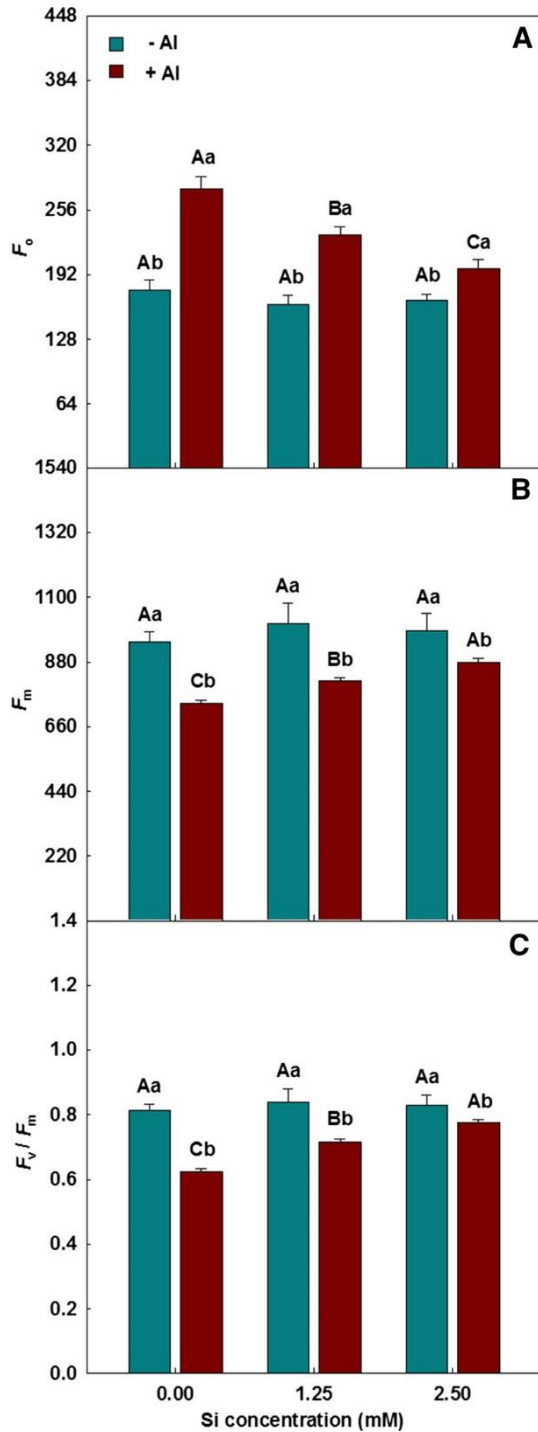 448
A
- Al
+ Al
384
320
256
192
128
64
Fo
Aa
Ab
Ba
Ab
Ca
Ab
1540
B
1320
1100
880
660
440
220
Fm
Aa
Cb
Aa
Bb
Aa
Ab
1.4
C
1.2
1.0
0.8
0.6
0.4
0.2
0.0
Fv / Fm
Aa
Cb
Aa
Bb
Aa
Ab
0.00 1.25 2.50
Si concentration (mM)